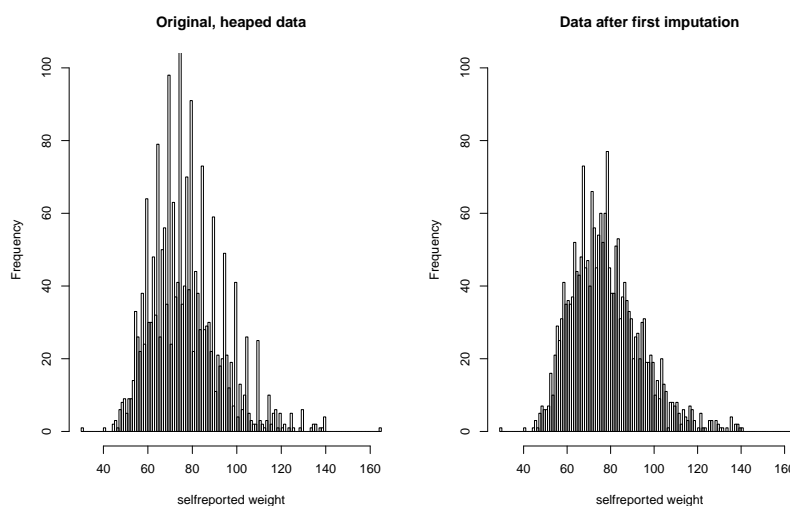 Original, heaped data
Frequency
100
80
60
40
20
0
40 60 80 100 120 140 160
selfreported weight
Data after first imputation
Frequency
100
80
60
40
20
0
40 60 80 100 120 140
selfreported weight